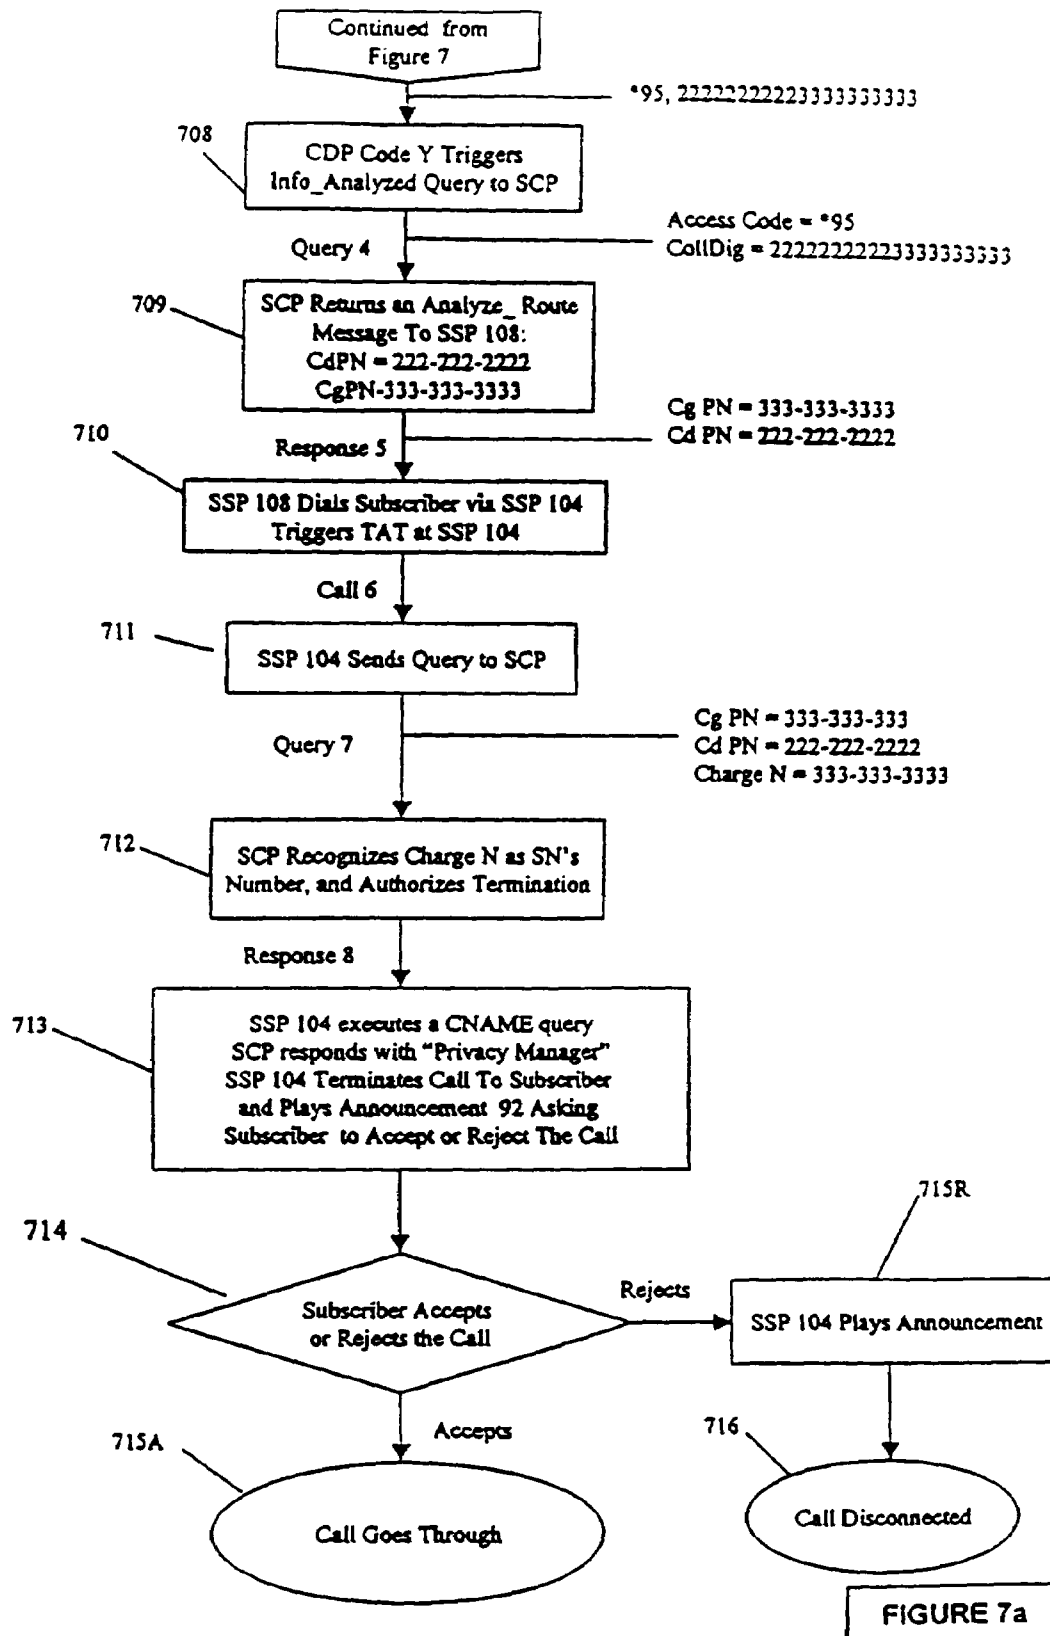 Continued from
Figure 7
*95, 22222222223333333333
708
CDP Code Y Triggers
Info_Analyzed Query to SCP
Query 4
Access Code = *95
CollDig = 22222222223333333333
709
SCP Returns an Analyze_ Route
Message To SSP 108:
CdPN = 222-222-2222
CgPN-333-333-3333
Cg PN = 333-333-3333
Cd PN = 222-222-2222
710
Response 5
SSP 108 Dials Subscriber via SSP 104
Triggers TAT at SSP 104
Call 6
711
SSP 104 Sends Query to SCP
Query 7
Cg PN = 333-333-333
Cd PN = 222-222-2222
Charge N = 333-333-3333
712
SCP Recognizes Charge N as SN's
Number, and Authorizes Termination
Response 8
713
SSP 104 executes a CNAME query
SCP responds with "Privacy Manager"
SSP 104 Terminates Call To Subscriber
and Plays Announcement 92 Asking
Subscriber to Accept or Reject The Call
714
Subscriber Accepts
or Rejects the Call
Rejects
715R
SSP 104 Plays Announcement
Accepts
715A
Call Goes Through
716
Call Disconnected
FIGURE 7a